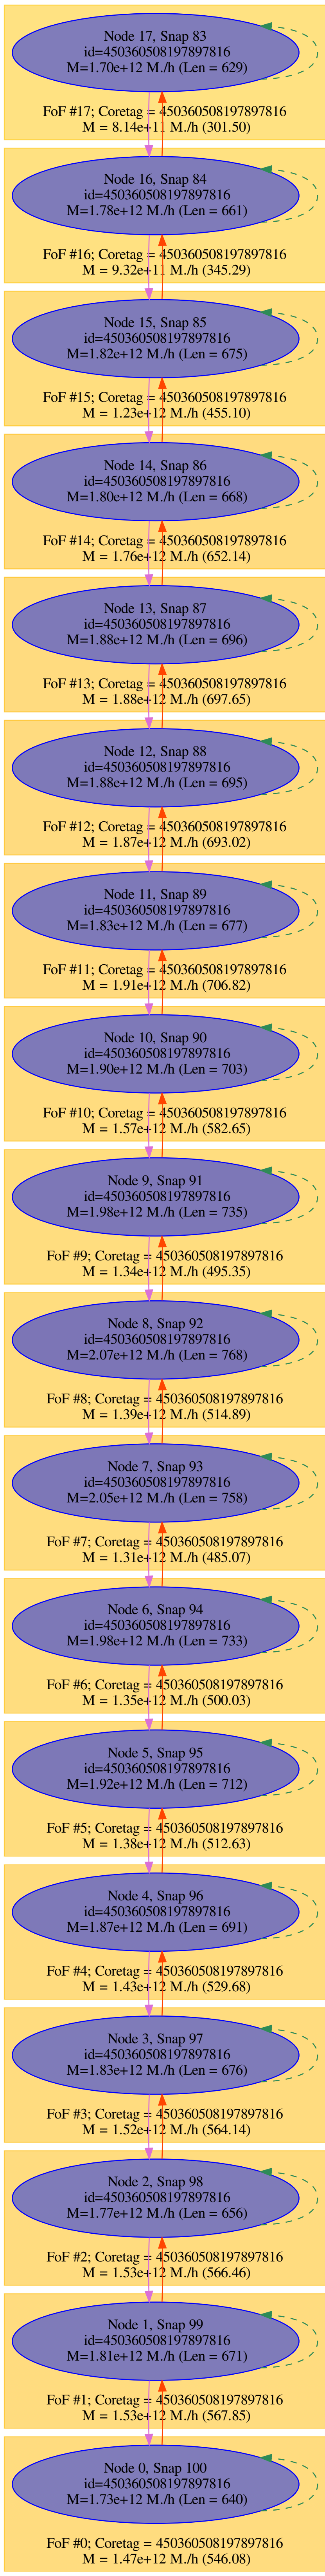 Node 17, Snap 83
id=450360508197897816
M=1.70e+12 M./h (Len = 629)
FoF #17; Coretag = 450360508197897816
M = 8.14e+11 M./h (301.50)
Node 16, Snap 84
id=450360508197897816
M=1.78e+12 M./h (Len = 661)
FoF #16; Coretag = 450360508197897816
M = 9.32e+11 M./h (345.29)
Node 15, Snap 85
id=450360508197897816
M=1.82e+12 M./h (Len = 675)
FoF #15; Coretag = 450360508197897816
M = 1.23e+12 M./h (455.10)
Node 14, Snap 86
id=450360508197897816
M=1.80e+12 M./h (Len = 668)
FoF #14; Coretag = 450360508197897816
M = 1.76e+12 M./h (652.14)
Node 13, Snap 87
id=450360508197897816
M=1.88e+12 M./h (Len = 696)
FoF #13; Coretag = 450360508197897816
M = 1.88e+12 M./h (697.65)
Node 12, Snap 88
id=450360508197897816
M=1.88e+12 M./h (Len = 695)
FoF #12; Coretag = 450360508197897816
M = 1.87e+12 M./h (693.02)
Node 11, Snap 89
id=450360508197897816
M=1.83e+12 M./h (Len = 677)
FoF #11; Coretag = 450360508197897816
M = 1.91e+12 M./h (706.82)
Node 10, Snap 90
id=450360508197897816
M=1.90e+12 M./h (Len = 703)
FoF #10; Coretag = 450360508197897816
M = 1.57e+12 M./h (582.65)
Node 9, Snap 91
id=450360508197897816
M=1.98e+12 M./h (Len = 735)
FoF #9; Coretag = 450360508197897816
M = 1.34e+12 M./h (495.35)
Node 8, Snap 92
id=450360508197897816
M=2.07e+12 M./h (Len = 768)
FoF #8; Coretag = 450360508197897816
M = 1.39e+12 M./h (514.89)
Node 7, Snap 93
id=450360508197897816
M=2.05e+12 M./h (Len = 758)
FoF #7; Coretag = 450360508197897816
M = 1.31e+12 M./h (485.07)
Node 6, Snap 94
id=450360508197897816
M=1.98e+12 M./h (Len = 733)
FoF #6; Coretag = 450360508197897816
M = 1.35e+12 M./h (500.03)
Node 5, Snap 95
id=450360508197897816
M=1.92e+12 M./h (Len = 712)
FoF #5; Coretag = 450360508197897816
M = 1.38e+12 M./h (512.63)
Node 4, Snap 96
id=450360508197897816
M=1.87e+12 M./h (Len = 691)
FoF #4; Coretag = 450360508197897816
M = 1.43e+12 M./h (529.68)
Node 3, Snap 97
id=450360508197897816
M=1.83e+12 M./h (Len = 676)
FoF #3; Coretag = 450360508197897816
M = 1.52e+12 M./h (564.14)
Node 2, Snap 98
id=450360508197897816
M=1.77e+12 M./h (Len = 656)
FoF #2; Coretag = 450360508197897816
M = 1.53e+12 M./h (566.46)
Node 1, Snap 99
id=450360508197897816
M=1.81e+12 M./h (Len = 671)
FoF #1; Coretag = 450360508197897816
M = 1.53e+12 M./h (567.85)
Node 0, Snap 100
id=450360508197897816
M=1.73e+12 M./h (Len = 640)
FoF #0; Coretag = 450360508197897816
M = 1.47e+12 M./h (546.08)